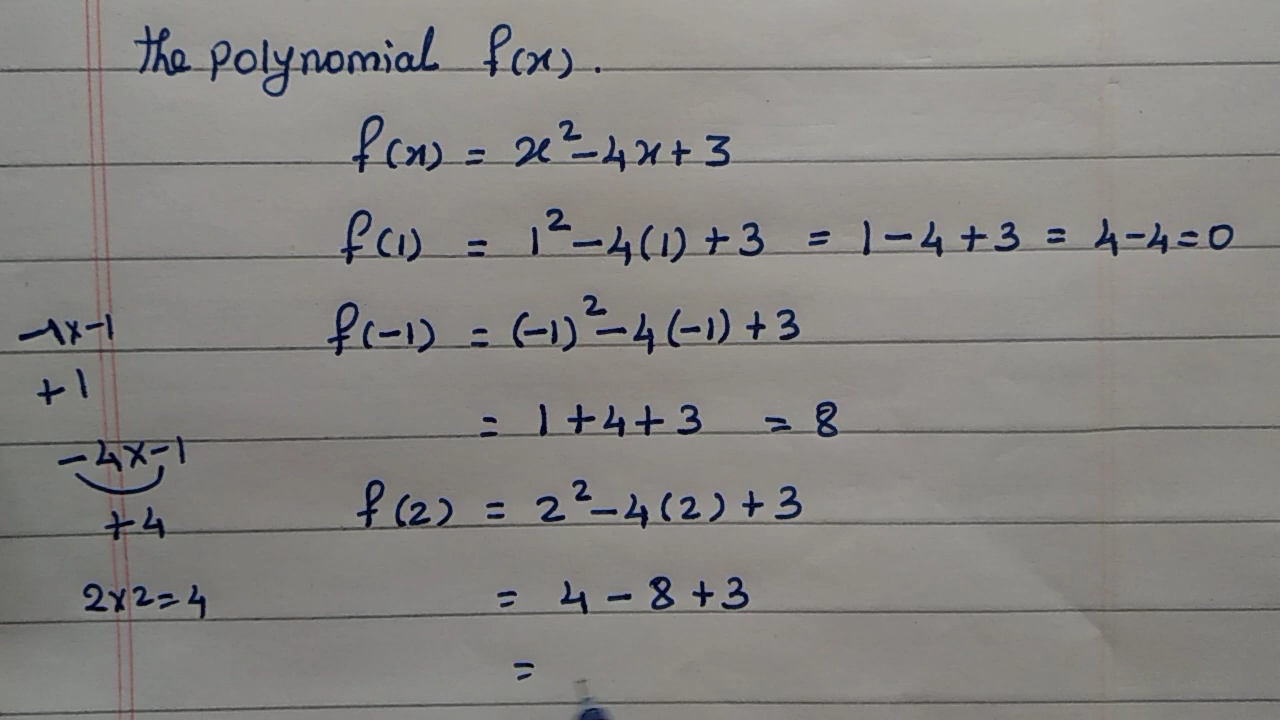 the polynomial f(x).
f(x) = x²-4x+3
f(1) = 1²-4(1)+3 = 1-4+3 = 4-4=0
-1x-1
f(-1) = (-1)²-4(-1)+3
+1
= 1+4+3 = 8
-4x-1
f(2) = 2²-4(2)+3
+4
2x2=4
= 4-8+3
=